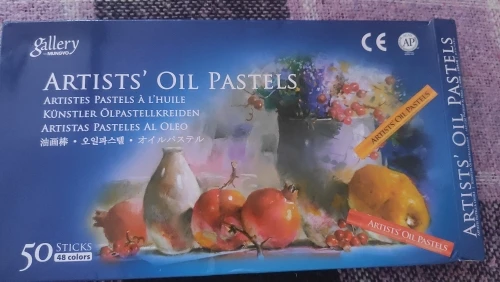 gallery
MUNGYO
CE
AP
ARTISTS' OIL PASTELS
ARTISTES PASTELS À L'HUILE
KÜNSTLER ÖLPASTELLKREIDEN
ARTISTAS PASTELES AL OLEO
油画棒 • 오일파스텔 • オイルパステル
ARTISTS OIL PASTELS
ARTISTS OIL PASTELS
50 STICKS
48 colors
ARTISTS' OIL PASTELS